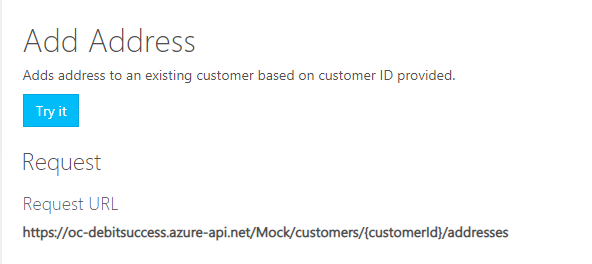 Add Address
Adds address to an existing customer based on customer ID provided.
Try it
Request
Request URL
https://oc-debitsuccess.azure-api.net/Mock/customers/{customerId}/addresses